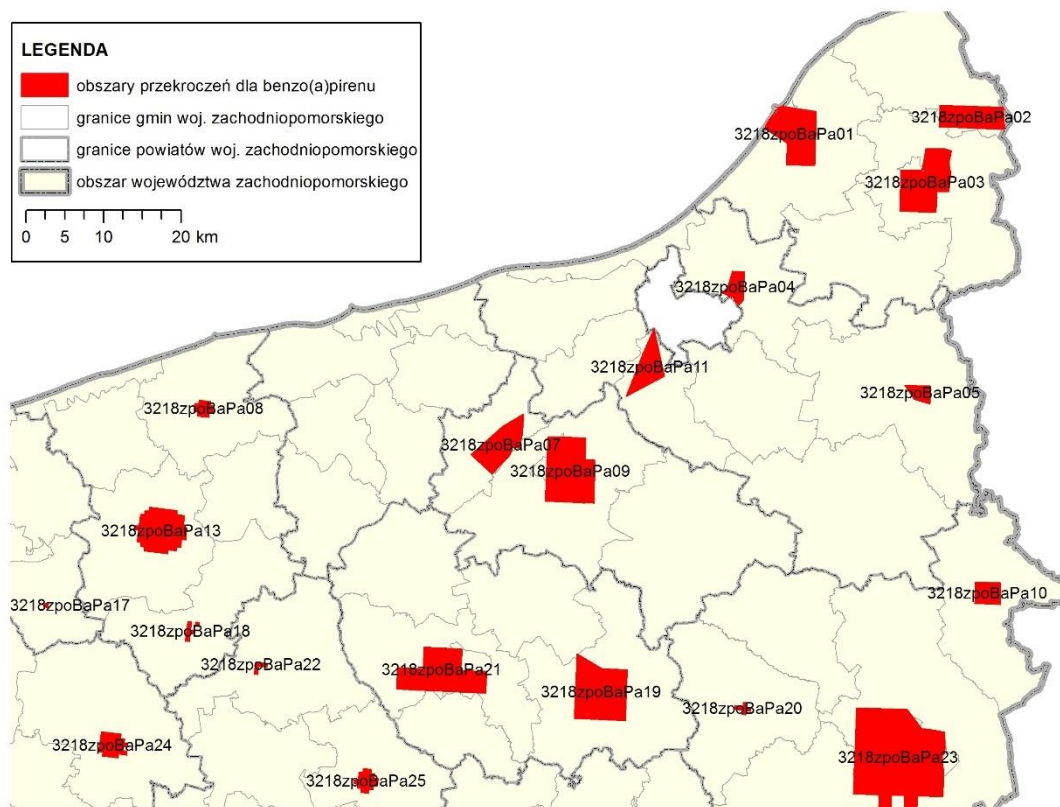 LEGENDA
obszary przekroczeń dla benzo(a)pirenu
granice gmin woj. zachodniopomorskiego
granice powiatów woj. zachodniopomorskiego
obszar województwa zachodniopomorskiego
0 5 10 20 km
3218zpoBaPa01
3218zpoBaPa02
3218zpoBaPa03
3218zpoBaPa04
3218zpoBaPa11
3218zpoBaPa05
3218zpoBaPa08
3218zpoBaPa07
3218zpoBaPa09
3218zpoBaPa13
3218zpoBaPa10
3218zpoBaPa17
3218zpoBaPa18
3218zpoBaPa22
3218zpoBaPa21
3218zpoBaPa19
3218zpoBaPa20
3218zpoBaPa24
3218zpoBaPa23
3218zpoBaPa25